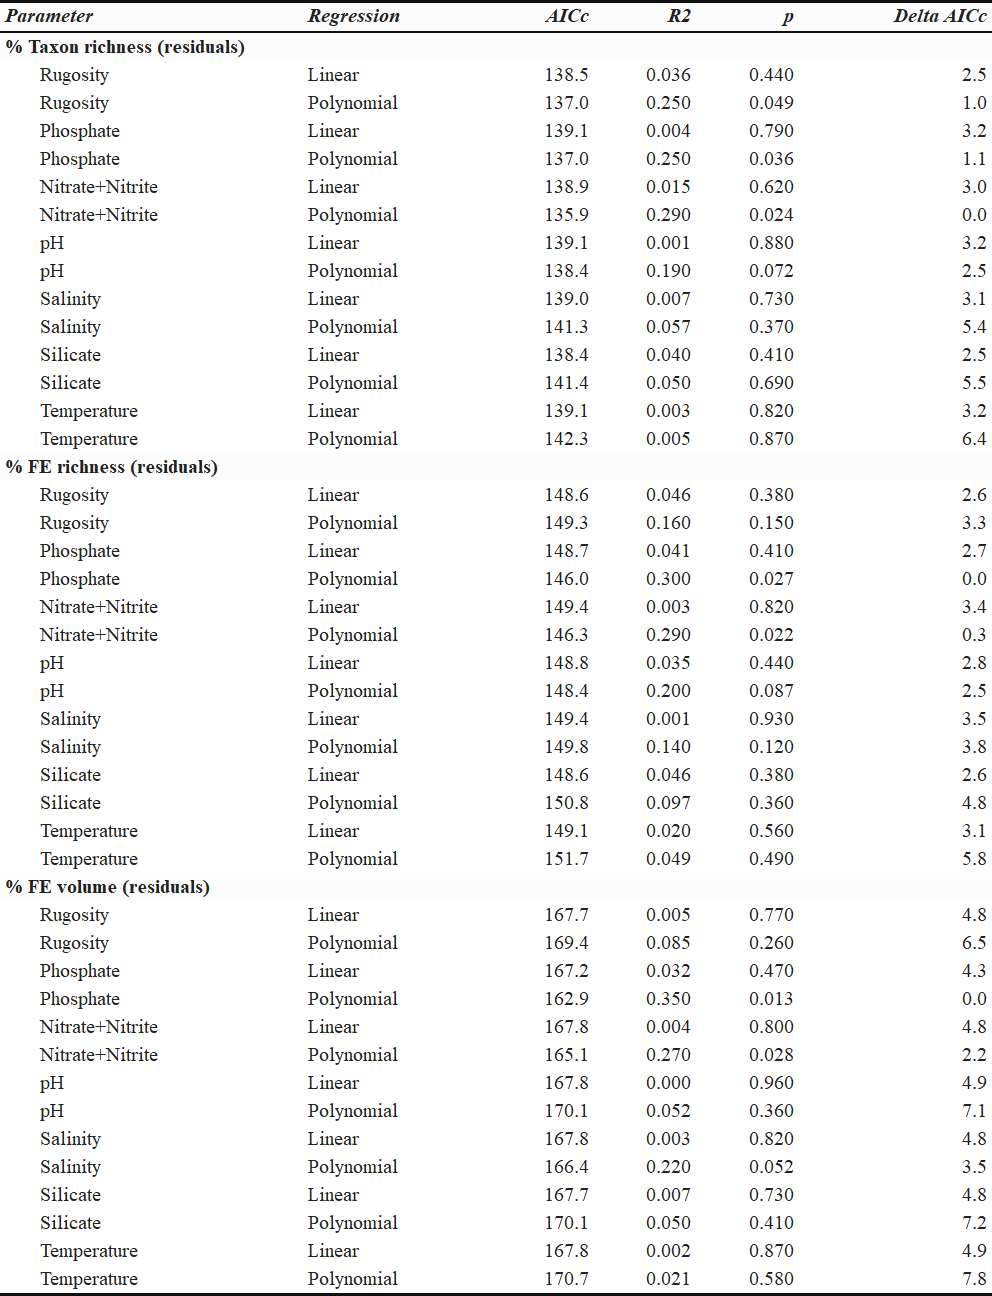 Parameter Regression AICc R2 p Delta AICc
% Taxon richness (residuals)
Rugosity Linear 138.5 0.036 0.440 2.5
Rugosity Polynomial 137.0 0.250 0.049 1.0
Phosphate Linear 139.1 0.004 0.790 3.2
Phosphate Polynomial 137.0 0.250 0.036 1.1
Nitrate+Nitrite Linear 138.9 0.015 0.620 3.0
Nitrate+Nitrite Polynomial 135.9 0.290 0.024 0.0
pH Linear 139.1 0.001 0.880 3.2
pH Polynomial 138.4 0.190 0.072 2.5
Salinity Linear 139.0 0.007 0.730 3.1
Salinity Polynomial 141.3 0.057 0.370 5.4
Silicate Linear 138.4 0.040 0.410 2.5
Silicate Polynomial 141.4 0.050 0.690 5.5
Temperature Linear 139.1 0.003 0.820 3.2
Temperature Polynomial 142.3 0.005 0.870 6.4
% FE richness (residuals)
Rugosity Linear 148.6 0.046 0.380 2.6
Rugosity Polynomial 149.3 0.160 0.150 3.3
Phosphate Linear 148.7 0.041 0.410 2.7
Phosphate Polynomial 146.0 0.300 0.027 0.0
Nitrate+Nitrite Linear 149.4 0.003 0.820 3.4
Nitrate+Nitrite Polynomial 146.3 0.290 0.022 0.3
pH Linear 148.8 0.035 0.440 2.8
pH Polynomial 148.4 0.200 0.087 2.5
Salinity Linear 149.4 0.001 0.930 3.5
Salinity Polynomial 149.8 0.140 0.120 3.8
Silicate Linear 148.6 0.046 0.380 2.6
Silicate Polynomial 150.8 0.097 0.360 4.8
Temperature Linear 149.1 0.020 0.560 3.1
Temperature Polynomial 151.7 0.049 0.490 5.8
% FE volume (residuals)
Rugosity Linear 167.7 0.005 0.770 4.8
Rugosity Polynomial 169.4 0.085 0.260 6.5
Phosphate Linear 167.2 0.032 0.470 4.3
Phosphate Polynomial 162.9 0.350 0.013 0.0
Nitrate+Nitrite Linear 167.8 0.004 0.800 4.8
Nitrate+Nitrite Polynomial 165.1 0.270 0.028 2.2
pH Linear 167.8 0.000 0.960 4.9
pH Polynomial 170.1 0.052 0.360 7.1
Salinity Linear 167.8 0.003 0.820 4.8
Salinity Polynomial 166.4 0.220 0.052 3.5
Silicate Linear 167.7 0.007 0.730 4.8
Silicate Polynomial 170.1 0.050 0.410 7.2
Temperature Linear 167.8 0.002 0.870 4.9
Temperature Polynomial 170.7 0.021 0.580 7.8